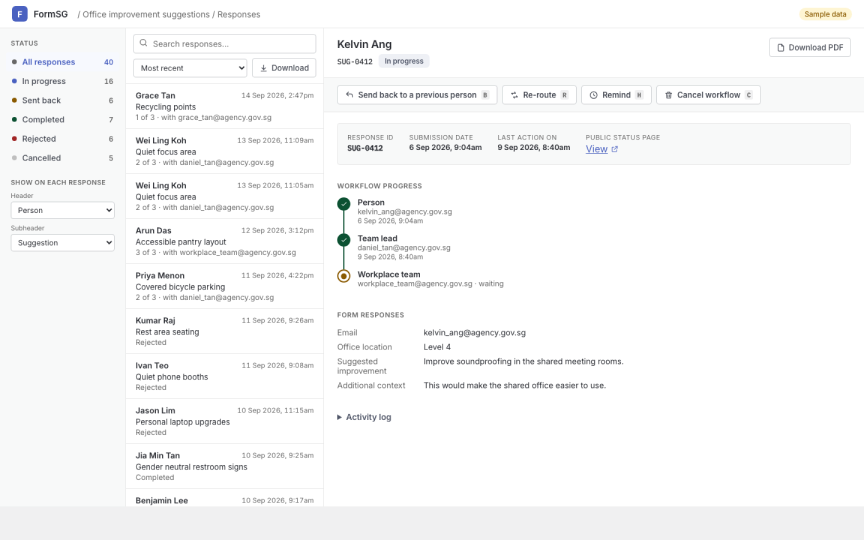 F FormSG / Office improvement suggestions / Responses Sample data
STATUS
All responses 40
In progress 16
Sent back 6
Completed 7
Rejected 6
Cancelled 5
SHOW ON EACH RESPONSE
Header
Person
Subheader
Suggestion
Search responses...
Most recent Download
Grace Tan 14 Sep 2026, 2:47pm
Recycling points
1 of 3 · with grace_tan@agency.gov.sg
Wei Ling Koh 13 Sep 2026, 11:09am
Quiet focus area
2 of 3 · with daniel_tan@agency.gov.sg
Wei Ling Koh 13 Sep 2026, 11:05am
Quiet focus area
2 of 3 · with daniel_tan@agency.gov.sg
Arun Das 12 Sep 2026, 3:12pm
Accessible pantry layout
3 of 3 · with workplace_team@agency.gov.sg
Priya Menon 11 Sep 2026, 4:22pm
Covered bicycle parking
2 of 3 · with daniel_tan@agency.gov.sg
Kumar Raj 11 Sep 2026, 9:26am
Rest area seating
Rejected
Ivan Teo 11 Sep 2026, 9:08am
Quiet phone booths
Rejected
Jason Lim 10 Sep 2026, 11:15am
Personal laptop upgrades
Rejected
Jia Min Tan 10 Sep 2026, 9:25am
Gender neutral restroom signs
Completed
Benjamin Lee 10 Sep 2026, 9:17am
Kelvin Ang
SUG-0412 In progress
Download PDF
Send back to a previous person B Re-route R Remind H Cancel workflow C
RESPONSE ID SUBMISSION DATE LAST ACTION ON PUBLIC STATUS PAGE
SUG-0412 6 Sep 2026, 9:04am 9 Sep 2026, 8:40am View
WORKFLOW PROGRESS
Person
kelvin_ang@agency.gov.sg
6 Sep 2026, 9:04am
Team lead
daniel_tan@agency.gov.sg
9 Sep 2026, 8:40am
Workplace team
workplace_team@agency.gov.sg · waiting
FORM RESPONSES
Email kelvin_ang@agency.gov.sg
Office location Level 4
Suggested improvement Improve soundproofing in the shared meeting rooms.
Additional context This would make the shared office easier to use.
Activity log